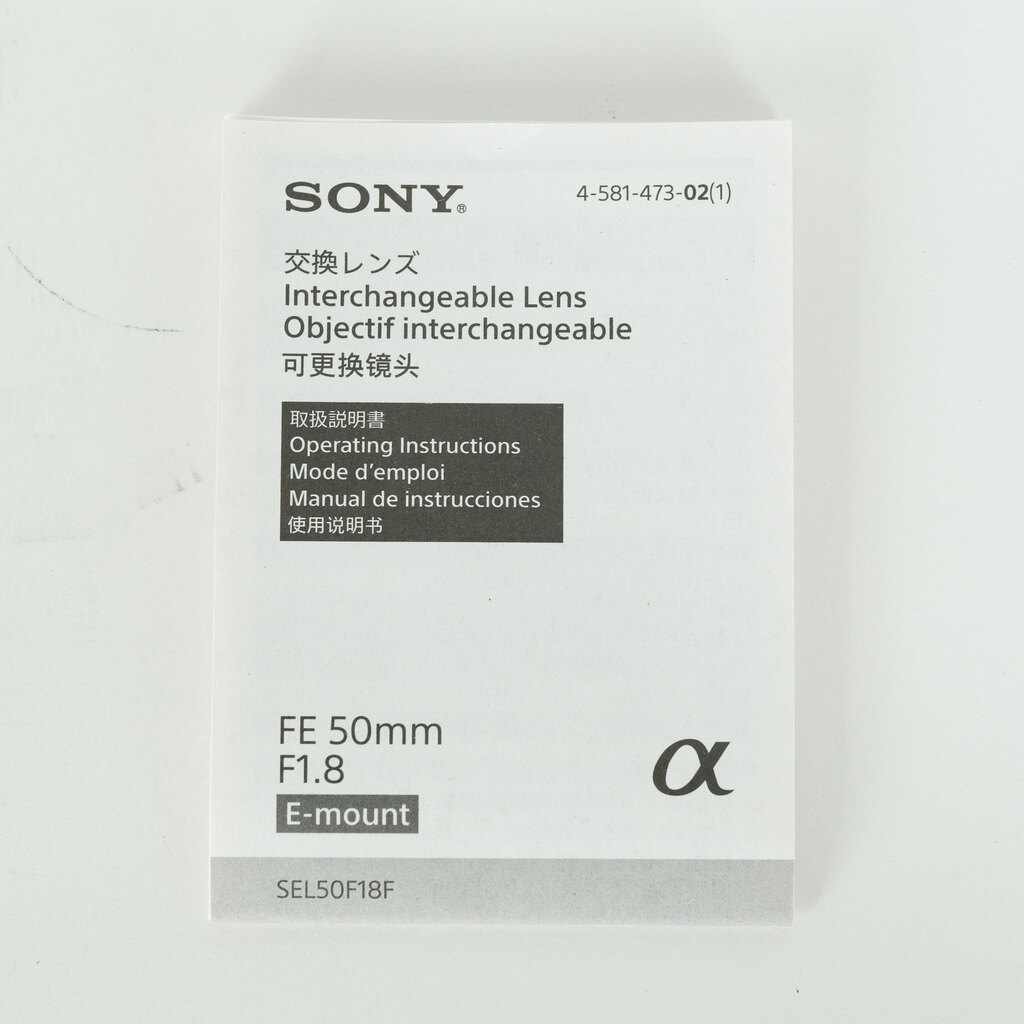 SONY®
4-581-473-02(1)
交換レンズ
Interchangeable Lens
Objectif interchangeable
可更换镜头
取扱説明書
Operating Instructions
Mode d'emploi
Manual de instrucciones
使用说明书
FE 50mm
F1.8
E-mount
α
SEL50F18F